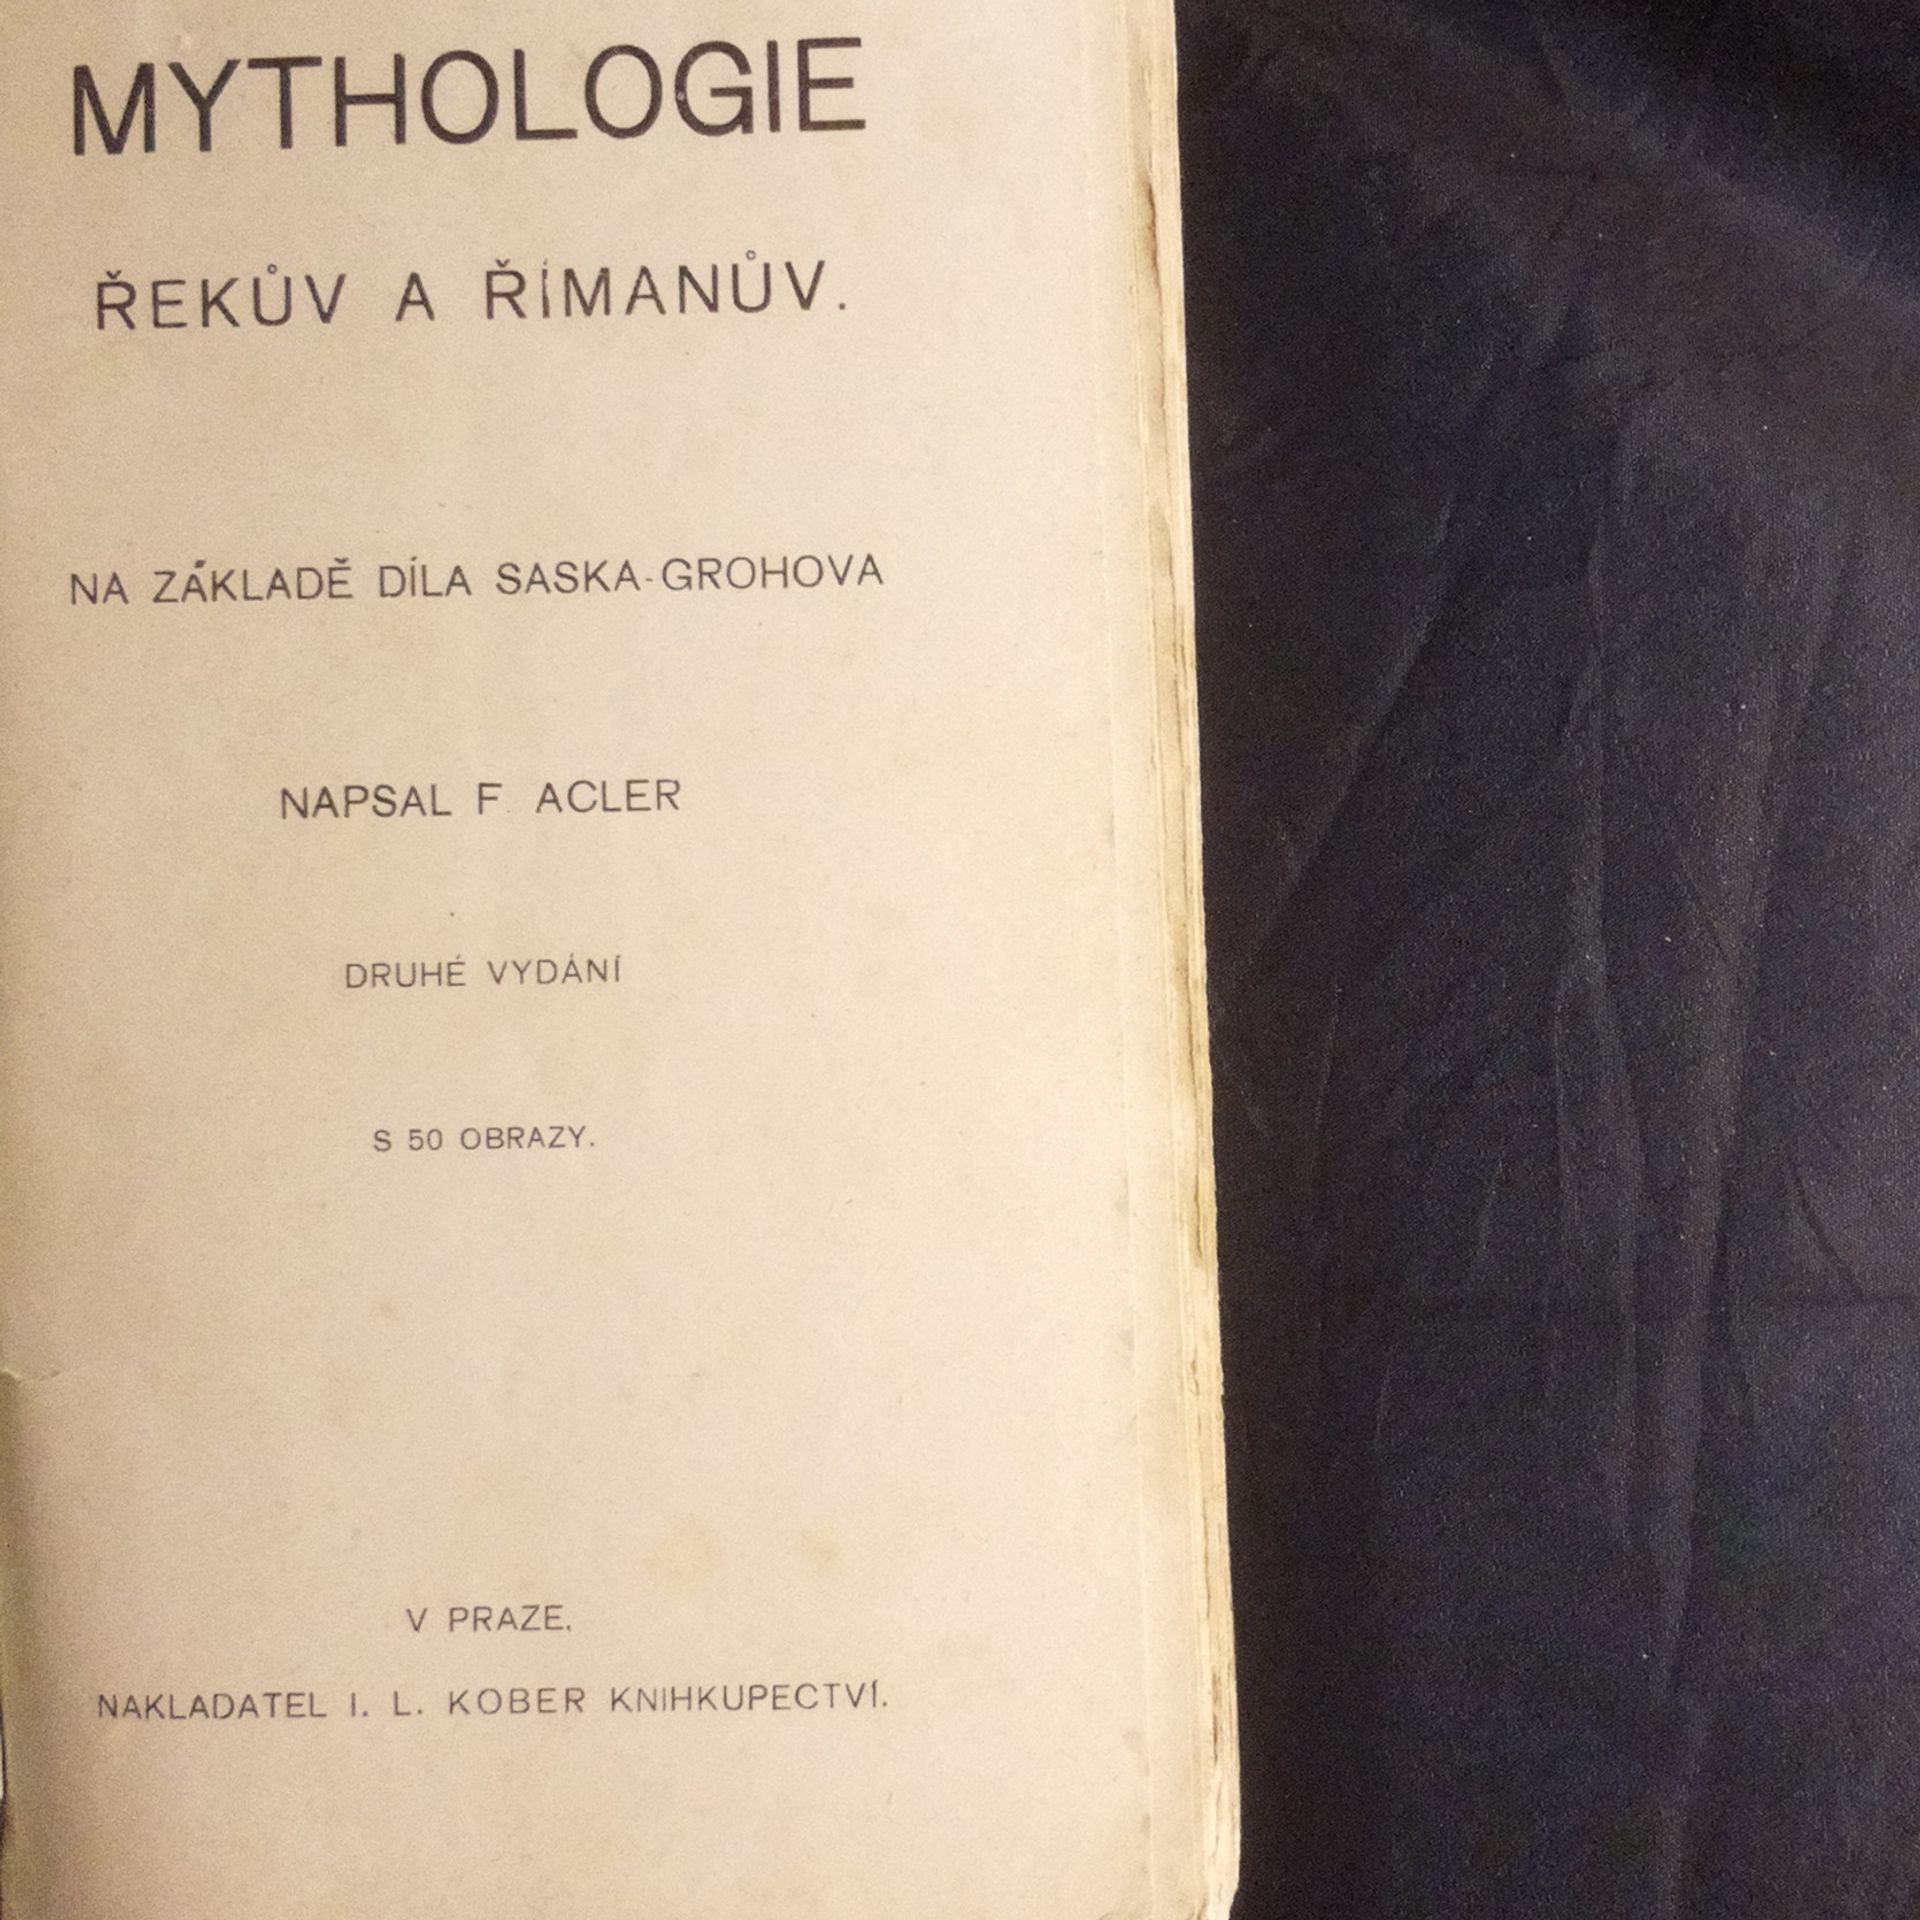 MYTHOLOGIE
ŘEKŮV A ŘÍMANŮV.
NA ZÁKLADĚ DÍLA SASKA-GROHOVA
NAPSAL F. ACLER
DRUHÉ VYDÁNÍ
S 50 OBRAZY.
V PRAZE.
NAKLADATEL I. L. KOBER KNIHKUPECTVÍ.